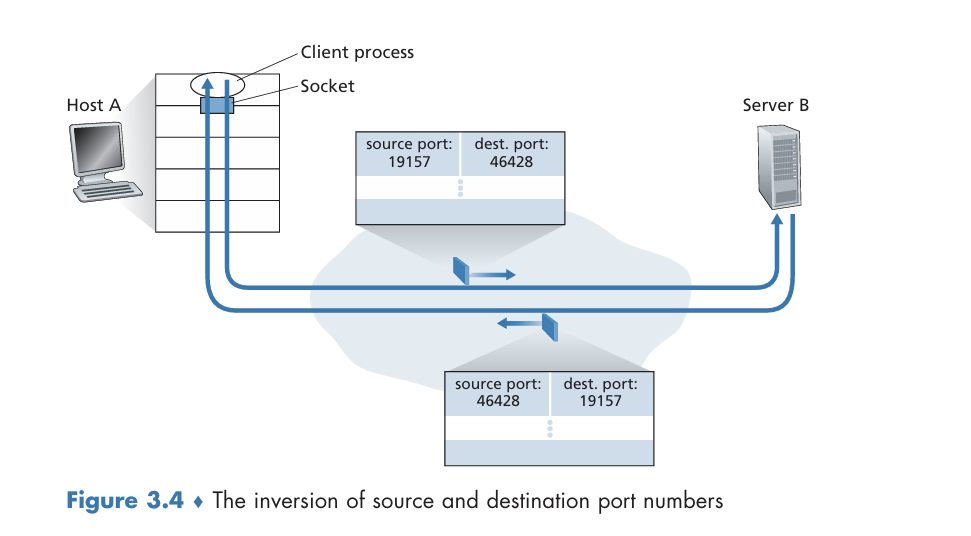 Client process
Socket
Host A
Server B
source port:
19157
dest. port:
46428
source port:
46428
dest. port:
19157
Figure 3.4 ♦ The inversion of source and destination port numbers